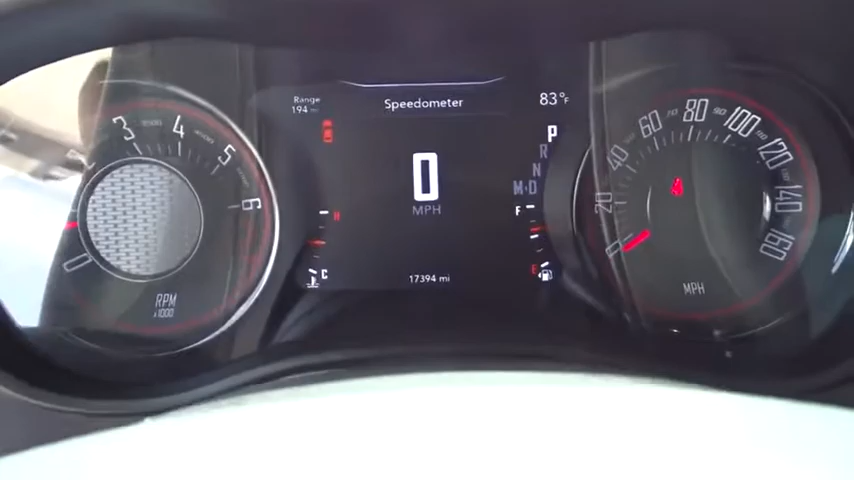 3
4
5
6
RPM
x1000
Range
194 mi
H
C
Speedometer
0
MPH
17394 mi
83°F
P
R
N
M·D
F
E
0
20
40
60
80
100
120
140
160
MPH